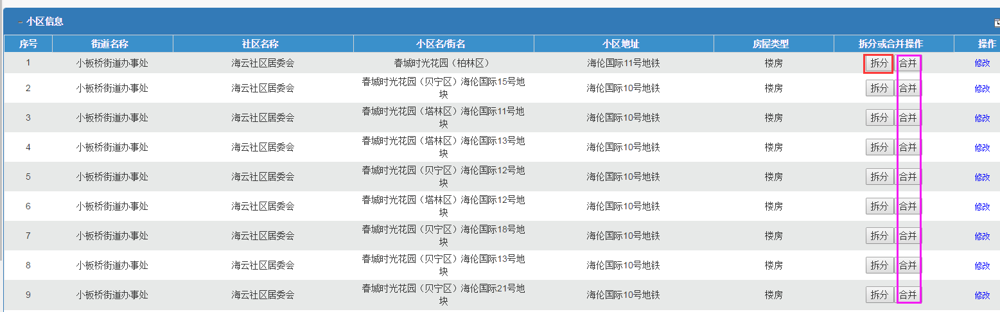 小区信息
序号 街道名称 社区名称 小区名/街名 小区地址 房屋类型 拆分或合并操作 操作
1 小板桥街道办事处 海云社区居委会 春城时光花园（柏林区） 海伦国际11号地铁 楼房 拆分 合并 修改
春城时光花园（贝宁区）海伦国际15号地
2 小板桥街道办事处 海云社区居委会 块 海伦国际10号地铁 楼房 拆分 合并 修改
春城时光花园（塔林区）海伦国际11号地
3 小板桥街道办事处 海云社区居委会 块 海伦国际10号地铁 楼房 拆分 合并 修改
春城时光花园（塔林区）海伦国际13号地
4 小板桥街道办事处 海云社区居委会 块 海伦国际10号地铁 楼房 拆分 合并 修改
春城时光花园（贝宁区）海伦国际12号地
5 小板桥街道办事处 海云社区居委会 块 海伦国际10号地铁 楼房 拆分 合并 修改
春城时光花园（塔林区）海伦国际12号地
6 小板桥街道办事处 海云社区居委会 块 海伦国际10号地铁 楼房 拆分 合并 修改
春城时光花园（贝宁区）海伦国际18号地
7 小板桥街道办事处 海云社区居委会 块 海伦国际10号地铁 楼房 拆分 合并 修改
春城时光花园（贝宁区）海伦国际13号地
8 小板桥街道办事处 海云社区居委会 块 海伦国际10号地铁 楼房 拆分 合并 修改
春城时光花园（贝宁区）海伦国际21号地
9 小板桥街道办事处 海云社区居委会 块 海伦国际10号地铁 楼房 拆分 合并 修改